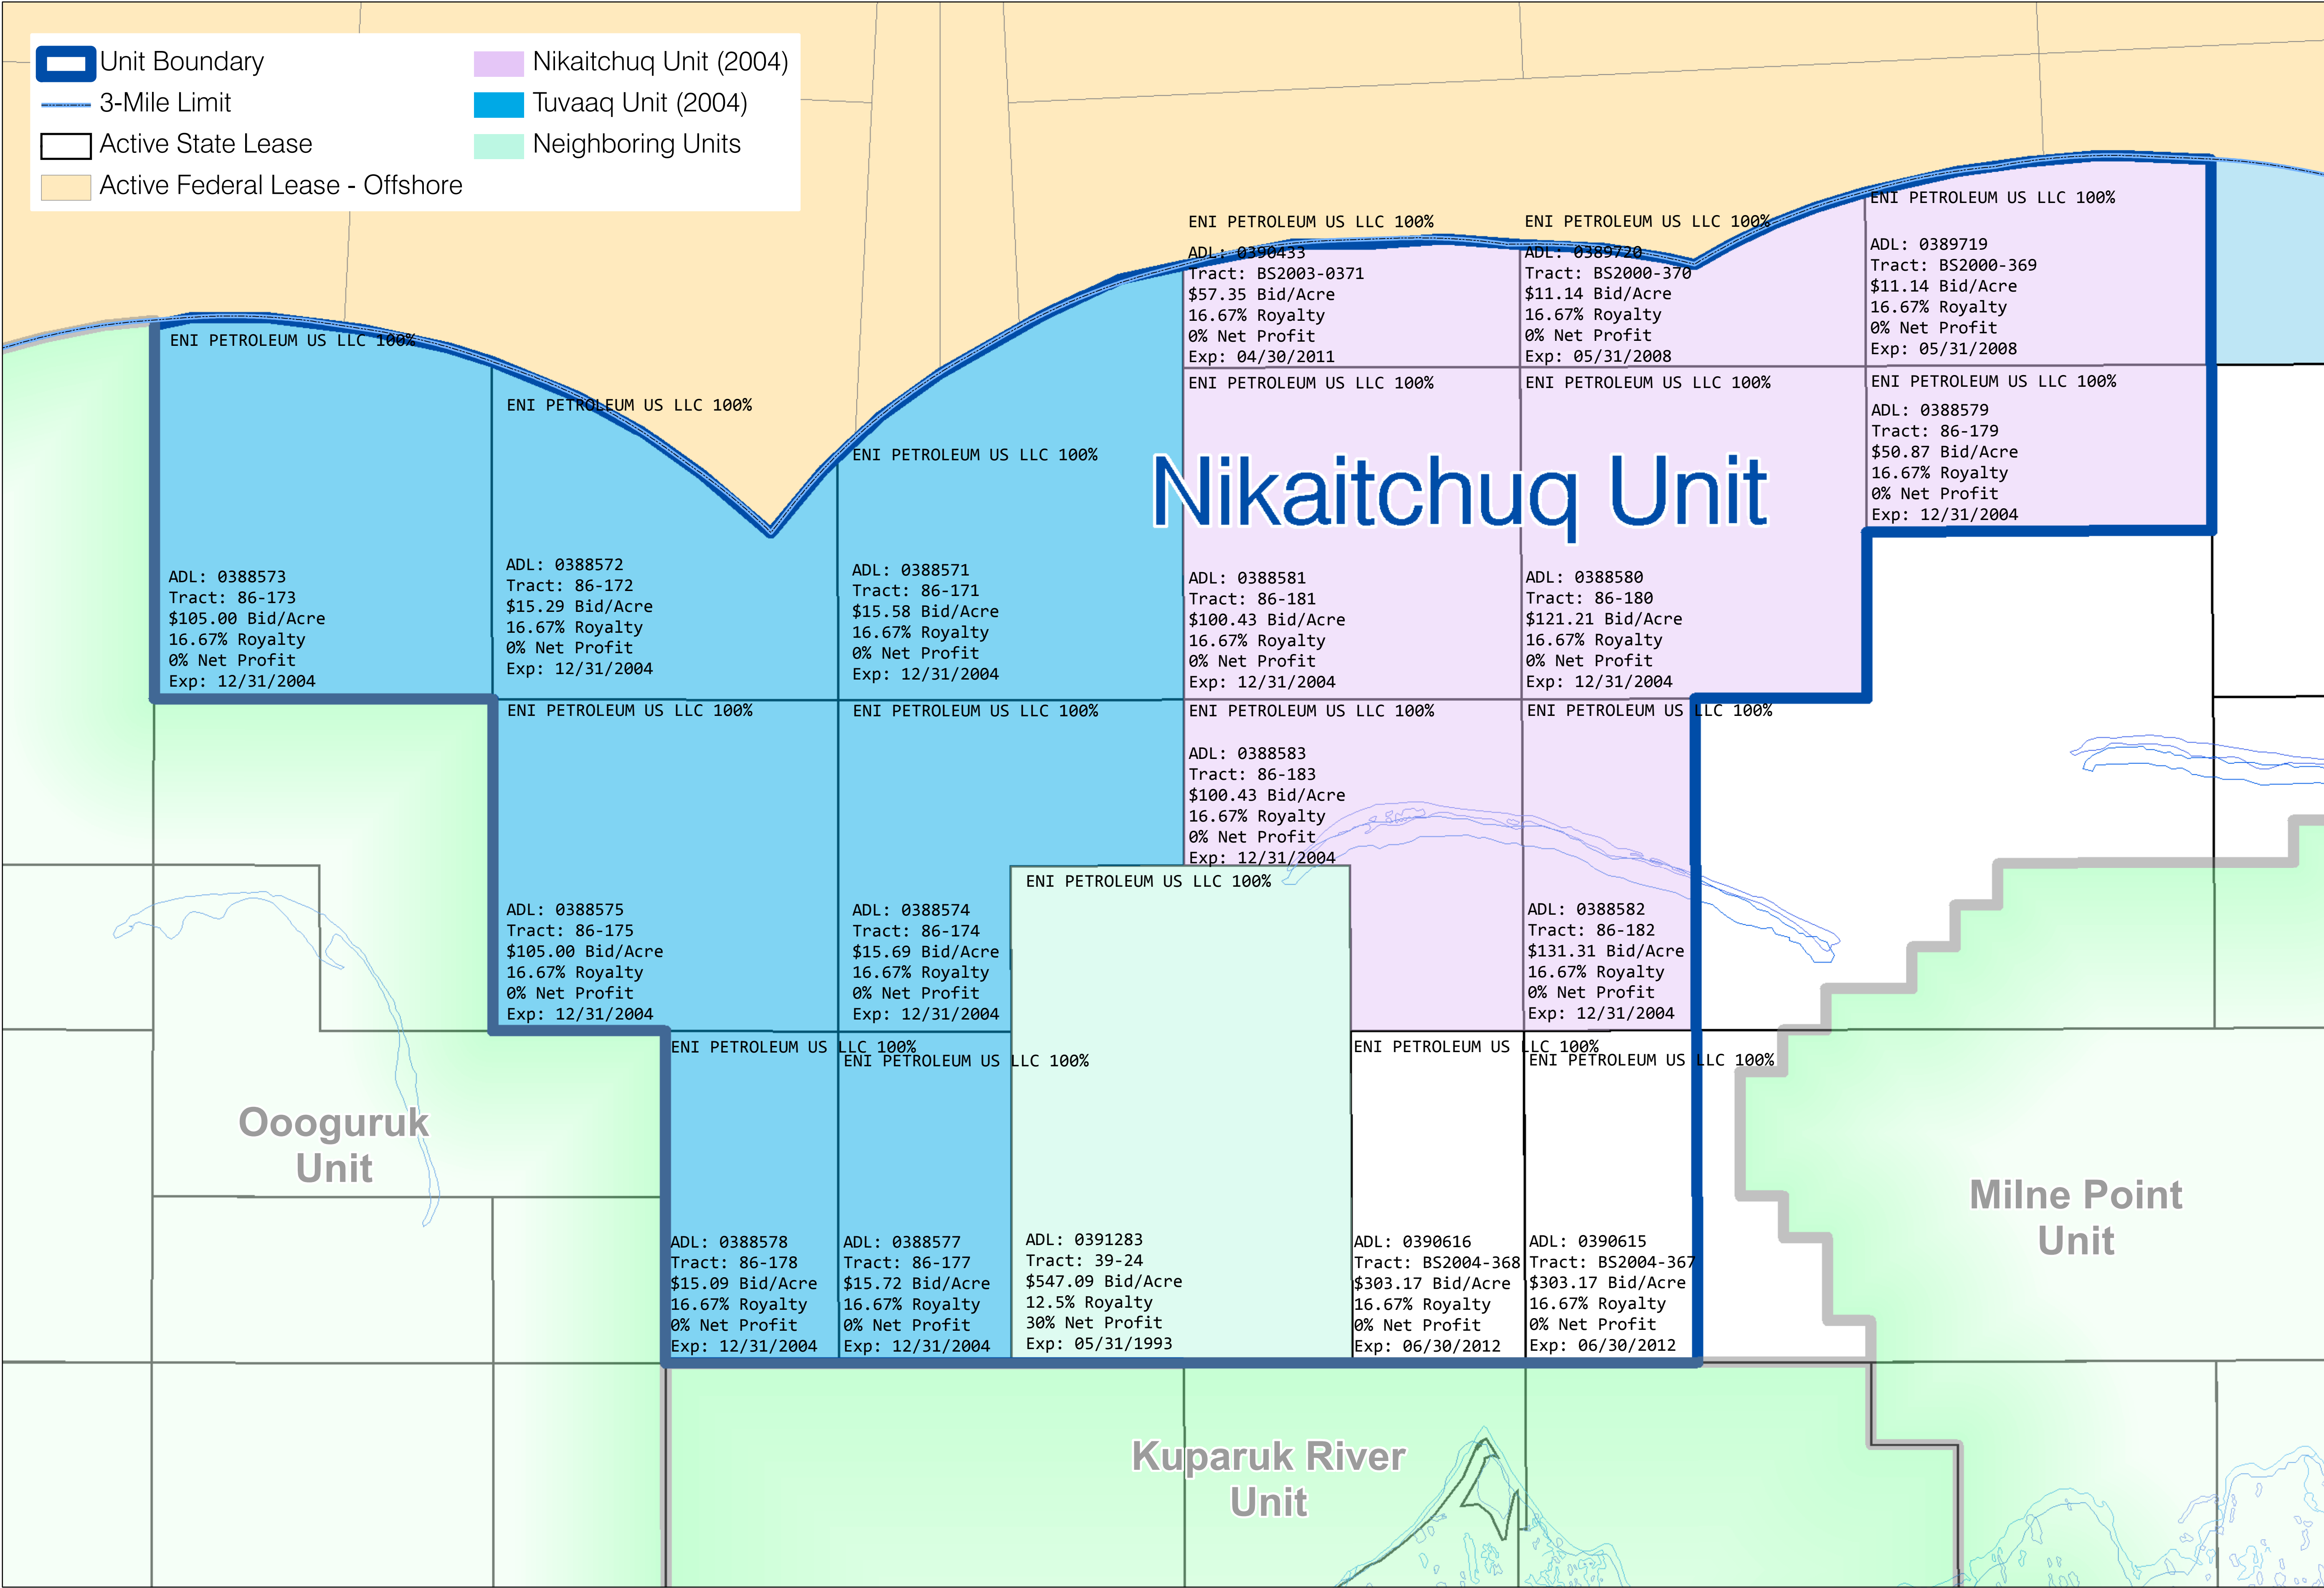 Unit Boundary
3-Mile Limit
Active State Lease
Active Federal Lease - Offshore
Nikaitchuq Unit (2004)
Tuvaaq Unit (2004)
Neighboring Units
ENI PETROLEUM US LLC 100%
ADL: 0390433
Tract: BS2003-0371
$57.35 Bid/Acre
16.67% Royalty
0% Net Profit
Exp: 04/30/2011
ENI PETROLEUM US LLC 100%
ADL: 0389720
Tract: BS2000-370
$11.14 Bid/Acre
16.67% Royalty
0% Net Profit
Exp: 05/31/2008
ENI PETROLEUM US LLC 100%
ADL: 0389719
Tract: BS2000-369
$11.14 Bid/Acre
16.67% Royalty
0% Net Profit
Exp: 05/31/2008
ENI PETROLEUM US LLC 100%
ADL: 0388573
Tract: 86-173
$105.00 Bid/Acre
16.67% Royalty
0% Net Profit
Exp: 12/31/2004
ENI PETROLEUM US LLC 100%
ADL: 0388572
Tract: 86-172
$15.29 Bid/Acre
16.67% Royalty
0% Net Profit
Exp: 12/31/2004
ENI PETROLEUM US LLC 100%
ADL: 0388571
Tract: 86-171
$15.58 Bid/Acre
16.67% Royalty
0% Net Profit
Exp: 12/31/2004
Nikaitchuq Unit
ENI PETROLEUM US LLC 100%
ADL: 0388581
Tract: 86-181
$100.43 Bid/Acre
16.67% Royalty
0% Net Profit
Exp: 12/31/2004
ENI PETROLEUM US LLC 100%
ADL: 0388580
Tract: 86-180
$121.21 Bid/Acre
16.67% Royalty
0% Net Profit
Exp: 12/31/2004
ENI PETROLEUM US LLC 100%
ADL: 0388579
Tract: 86-179
$50.87 Bid/Acre
16.67% Royalty
0% Net Profit
Exp: 12/31/2004
ENI PETROLEUM US LLC 100%
ADL: 0388575
Tract: 86-175
$105.00 Bid/Acre
16.67% Royalty
0% Net Profit
Exp: 12/31/2004
ENI PETROLEUM US LLC 100%
ADL: 0388574
Tract: 86-174
$15.69 Bid/Acre
16.67% Royalty
0% Net Profit
Exp: 12/31/2004
ENI PETROLEUM US LLC 100%
ADL: 0388583
Tract: 86-183
$100.43 Bid/Acre
16.67% Royalty
0% Net Profit
Exp: 12/31/2004
ENI PETROLEUM US LLC 100%
ADL: 0388582
Tract: 86-182
$131.31 Bid/Acre
16.67% Royalty
0% Net Profit
Exp: 12/31/2004
ENI PETROLEUM US LLC 100%
ADL: 0388578
Tract: 86-178
$15.09 Bid/Acre
16.67% Royalty
0% Net Profit
Exp: 12/31/2004
ENI PETROLEUM US LLC 100%
ADL: 0388577
Tract: 86-177
$15.72 Bid/Acre
16.67% Royalty
0% Net Profit
Exp: 12/31/2004
ENI PETROLEUM US LLC 100%
ADL: 0391283
Tract: 39-24
$547.09 Bid/Acre
12.5% Royalty
30% Net Profit
Exp: 05/31/1993
ENI PETROLEUM US LLC 100%
ADL: 0390616
Tract: BS2004-368
$303.17 Bid/Acre
16.67% Royalty
0% Net Profit
Exp: 06/30/2012
ENI PETROLEUM US LLC 100%
ADL: 0390615
Tract: BS2004-367
$303.17 Bid/Acre
16.67% Royalty
0% Net Profit
Exp: 06/30/2012
Oooguruk
Unit
Milne Point
Unit
Kuparuk River
Unit